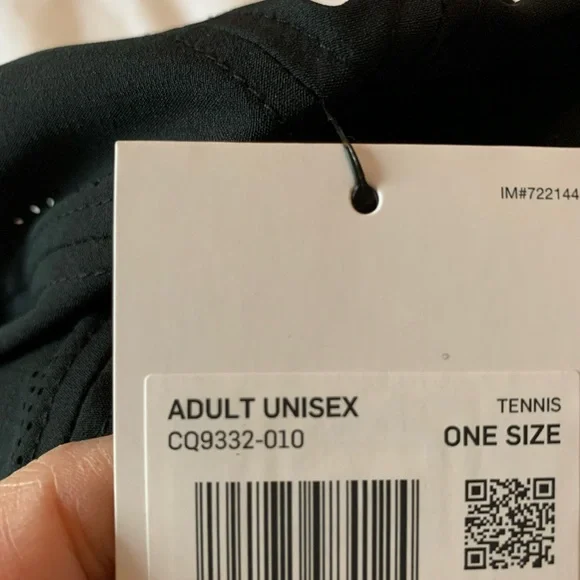 IM#722144
ADULT UNISEX
TENNIS
CQ9332-010
ONE SIZE